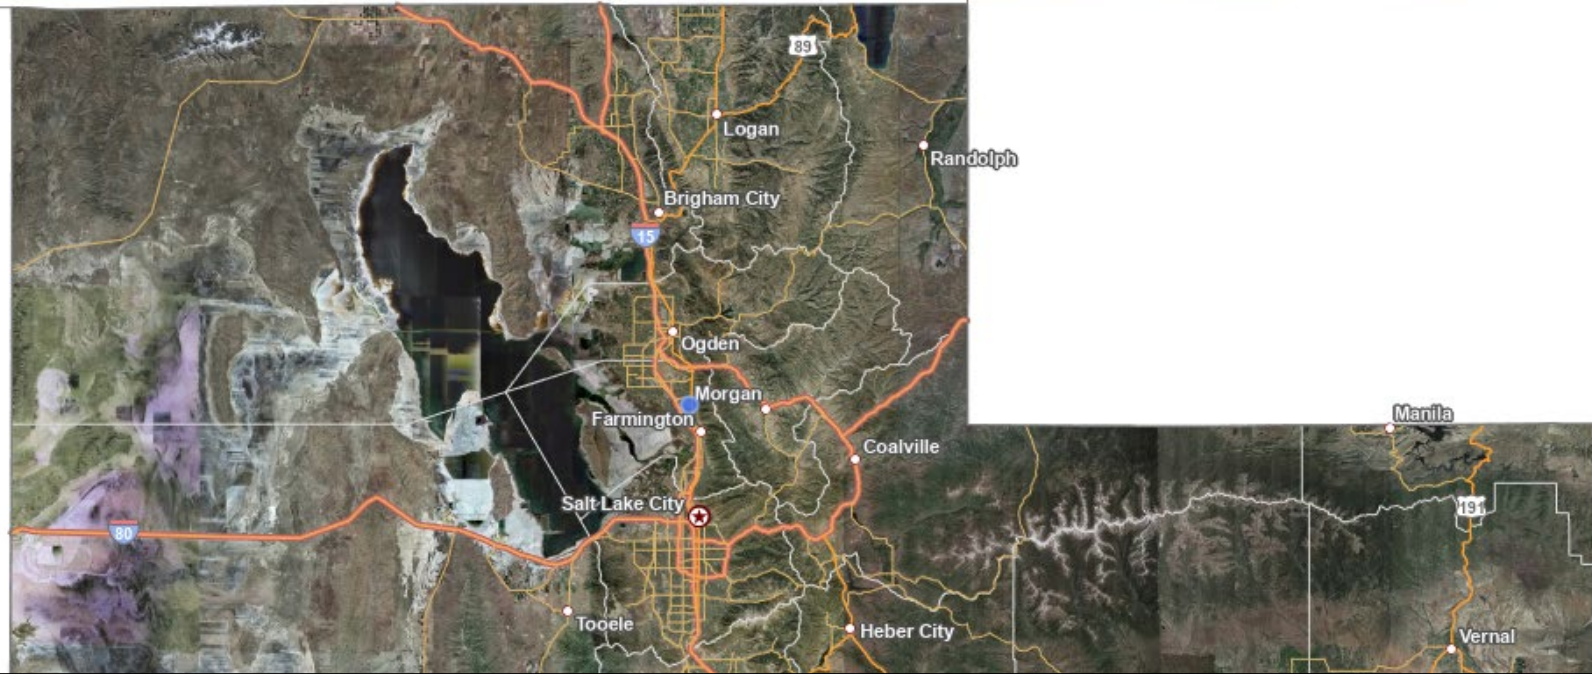 89
Logan
Randolph
Brigham City
15
Ogden
Morgan
Farmington
Manila
Coalville
Salt Lake City
191
80
Tooele
Heber City
Vernal